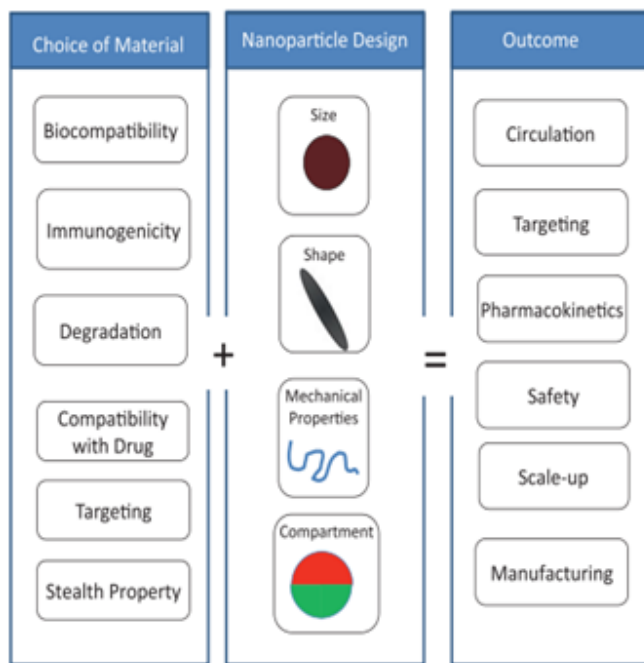 Choice of Material
Biocompatibility
Immunogenicity
Degradation
Compatibility
with Drug
Targeting
Stealth Property
+
Nanoparticle Design
Size
Shape
Mechanical
Properties
Compartment
=
Outcome
Circulation
Targeting
Pharmacokinetics
Safety
Scale-up
Manufacturing